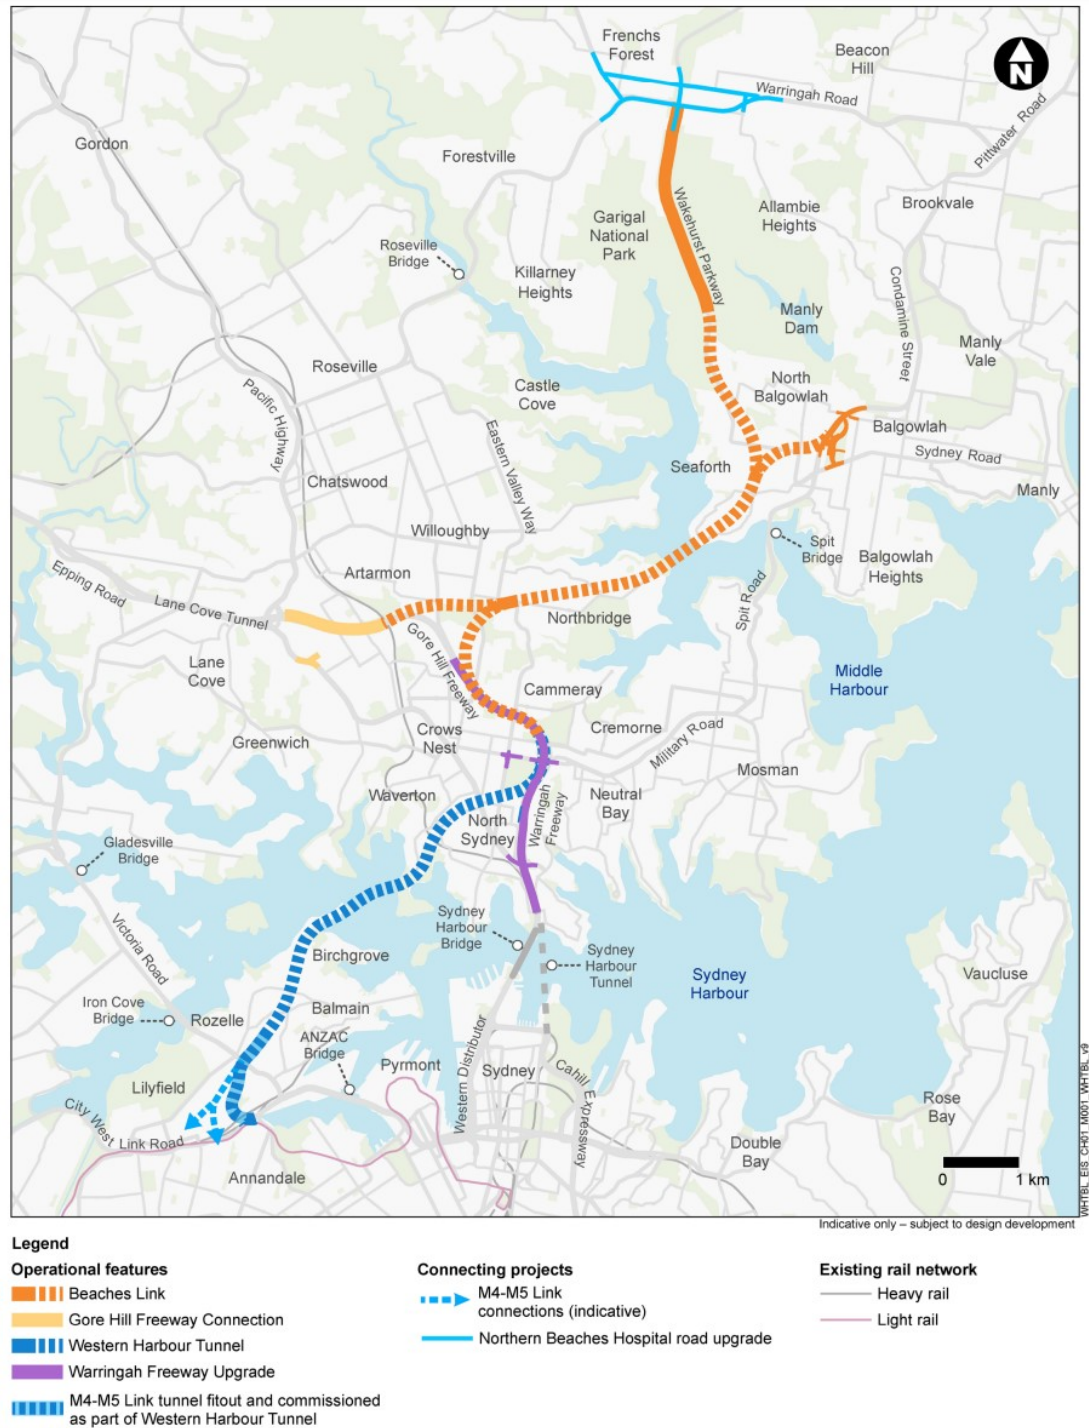 Frenchs
Forest
Beacon
Hill
N
Warringah Road
Pittwater Road
Gordon
Forestville
Wakehurst Parkway
Allambie
Heights
Brookvale
Garigal
National
Park
Roseville
Bridge
Killarney
Heights
Condamine Street
Manly
Dam
Manly
Vale
Roseville
Pacific Highway
Castle
Cove
North
Balgowlah
Balgowlah
Eastern Valley Way
Seaforth
Sydney Road
Chatswood
Manly
Willoughby
Spit
Bridge
Balgowlah
Heights
Artarmon
Epping Road
Lane Cove Tunnel
Northbridge
Spit Road
Gore Hill Freeway
Lane
Cove
Cammeray
Middle
Harbour
Crows
Nest
Cremorne
Military Road
Greenwich
Mosman
Waverton
Neutral
Bay
Warringah
Freeway
North
Sydney
Gladesville
Bridge
Victoria Road
Sydney
Harbour
Bridge
Sydney
Harbour
Tunnel
Birchgrove
Sydney
Harbour
Vaucluse
Iron Cove
Bridge
Rozelle
Balmain
ANZAC
Bridge
Pyrmont
Western Distributor
Sydney
Cahill Expressway
Lilyfield
City West
Link Road
Rose
Bay
Double
Bay
Annandale
0 1 km
WHTBL_EIS_CH01_M001_WHTBL_v9
Indicative only – subject to design development
Legend
Operational features
Beaches Link
Gore Hill Freeway Connection
Western Harbour Tunnel
Warringah Freeway Upgrade
M4-M5 Link tunnel fitout and commissioned
as part of Western Harbour Tunnel
Connecting projects
M4-M5 Link
connections (indicative)
Northern Beaches Hospital road upgrade
Existing rail network
Heavy rail
Light rail